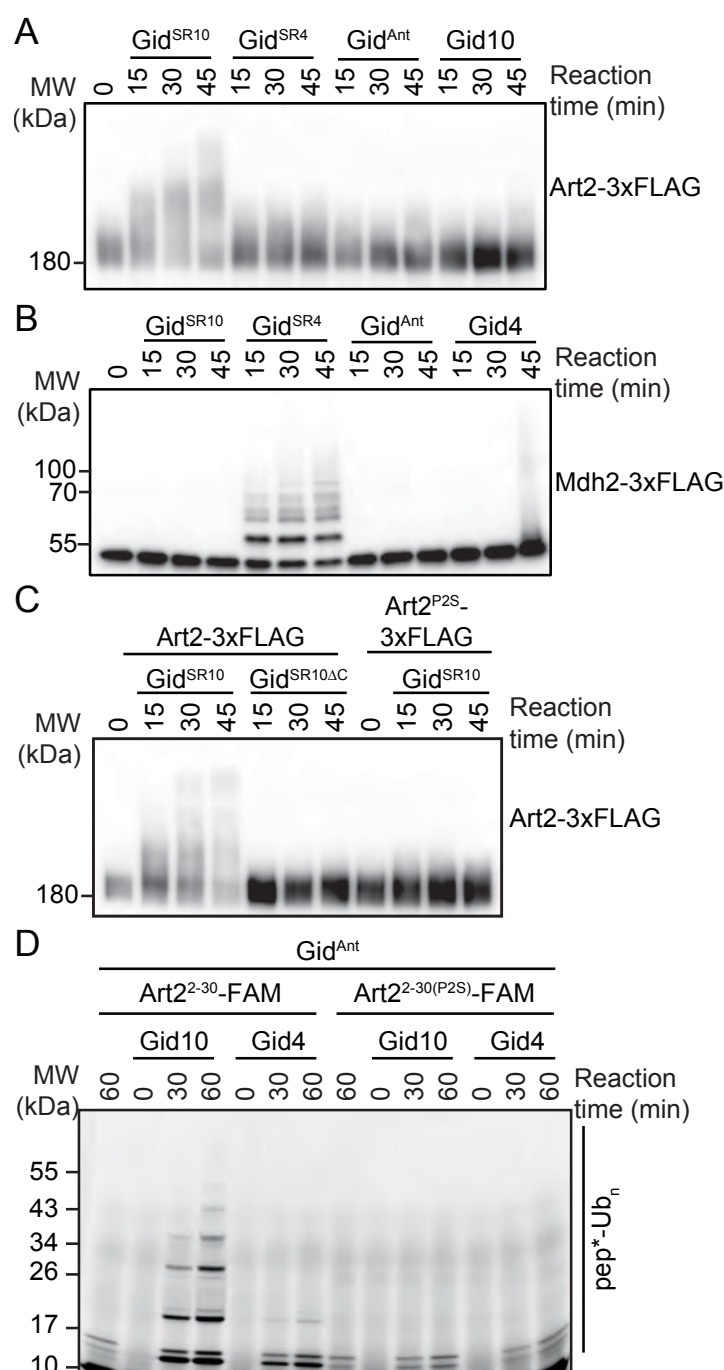 A
Gid^SR10 Gid^SR4 Gid^Ant Gid10
MW (kDa) 0 15 30 45 15 30 45 15 30 45 15 30 45 Reaction time (min)
Art2-3xFLAG
180
B
Gid^SR10 Gid^SR4 Gid^Ant Gid4
MW (kDa) 0 15 30 45 15 30 45 15 30 45 15 30 45 Reaction time (min)
100
70
Mdh2-3xFLAG
55
C
Art2^P2S-
Art2-3xFLAG 3xFLAG
Gid^SR10 Gid^SR10ΔC Gid^SR10
MW (kDa) 0 15 30 45 15 30 45 0 15 30 45 Reaction time (min)
Art2-3xFLAG
180
D
Gid^Ant
Art2^2-30-FAM Art2^2-30(P2S)-FAM
Gid10 Gid4 Gid10 Gid4
MW (kDa) 60 0 30 60 0 30 60 60 0 30 60 0 30 60 Reaction time (min)
55
43
34
26
17
10
pep*-Ub_n